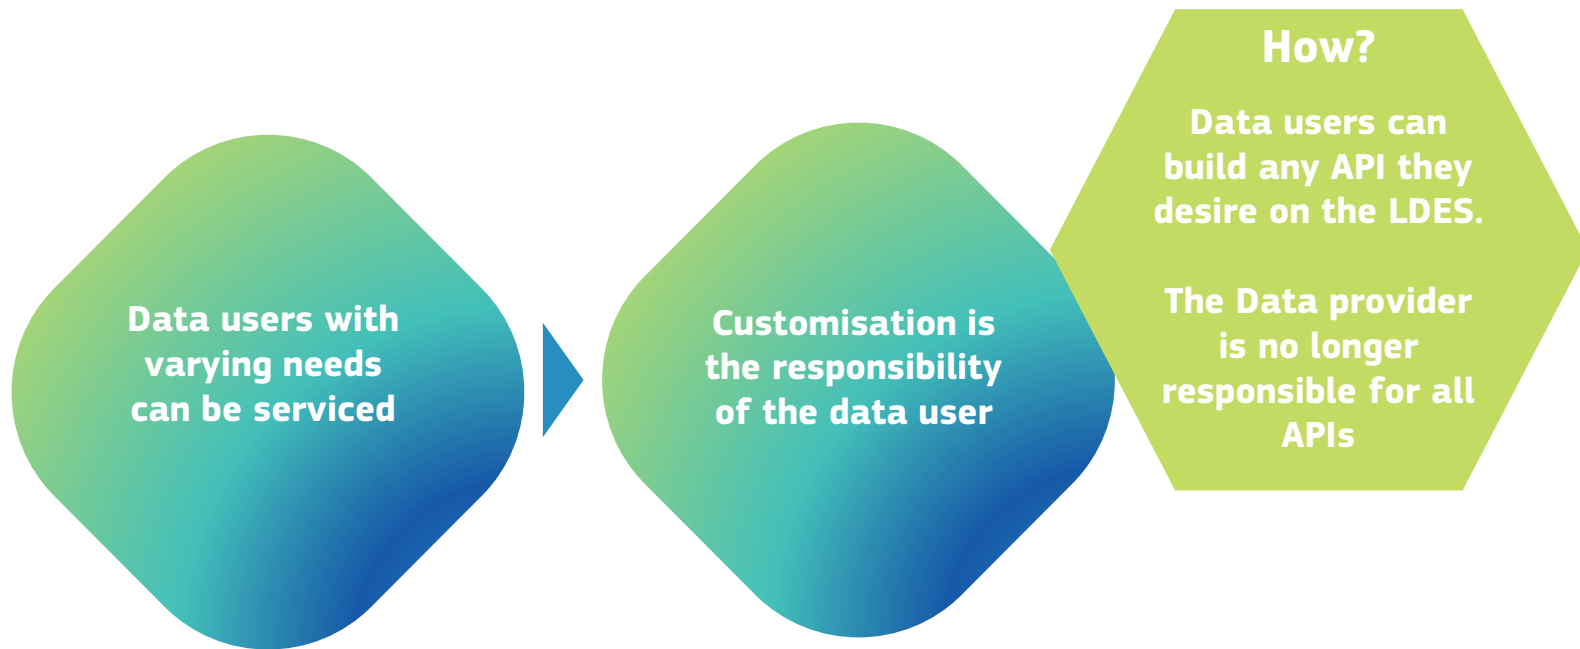 Data users with
varying needs
can be serviced
Customisation is
the responsibility
of the data user
How?
Data users can
build any API they
desire on the LDES.
The Data provider
is no longer
responsible for all
APIs